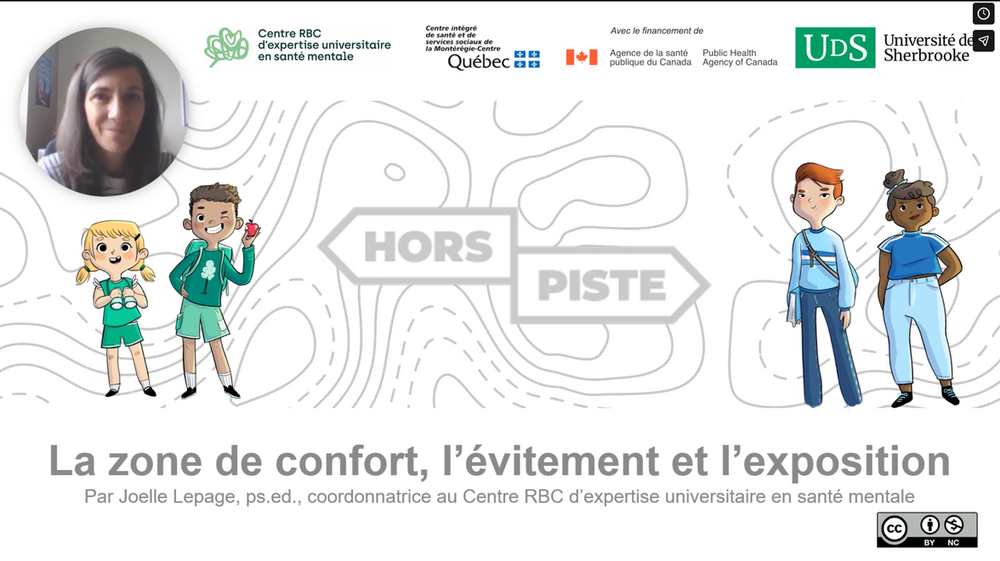 Centre RBC
d'expertise universitaire
en santé mentale
Centre intégré
de santé et de
services sociaux de
la Montérégie-Centre
Québec
Avec le financement de
Agence de la santé
publique du Canada
Public Health
Agency of Canada
UDS
Université de
Sherbrooke
HORS
PISTE
La zone de confort, l'évitement et l'exposition
Par Joelle Lepage, ps.ed., coordonnatrice au Centre RBC d'expertise universitaire en santé mentale
cc
BY NC